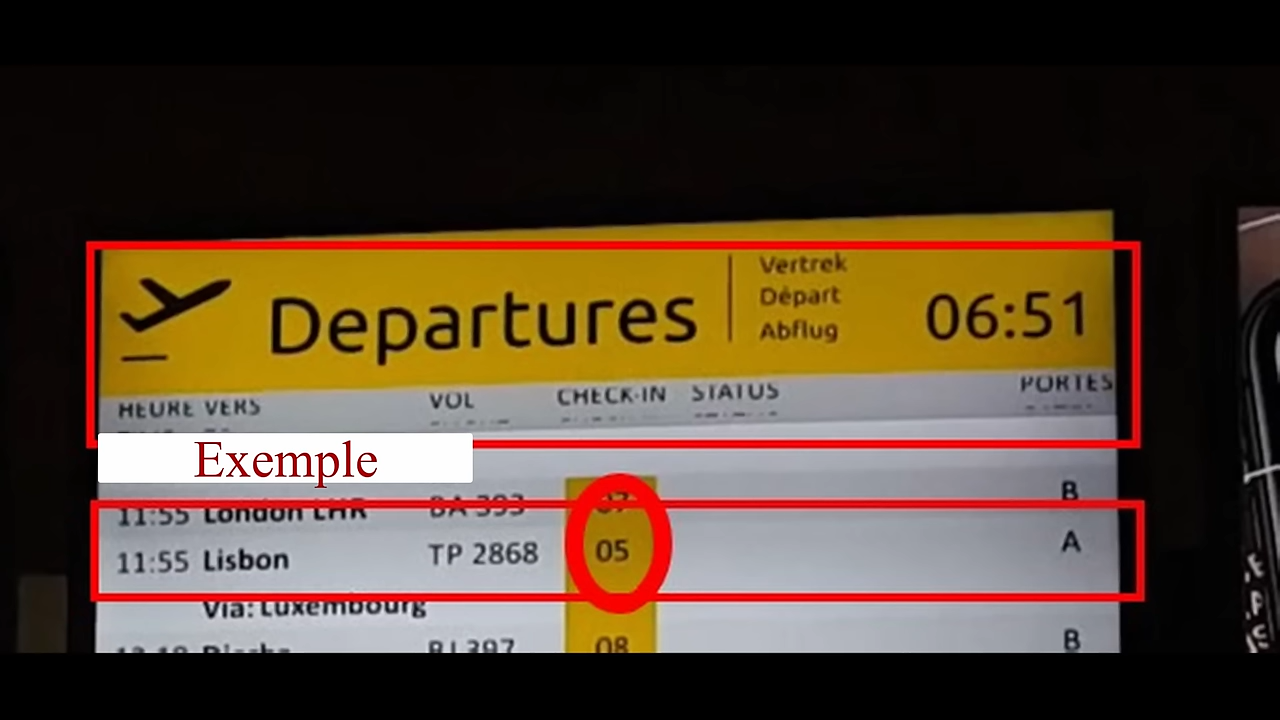 Departures
Vertrek
Départ
Abflug
06:51
HEURE VERS VOL CHECK-IN STATUS PORTES
Exemple
11:55 London LHR BA 393 07 B
11:55 Lisbon TP 2868 05 A
Via: Luxembourg
08 B